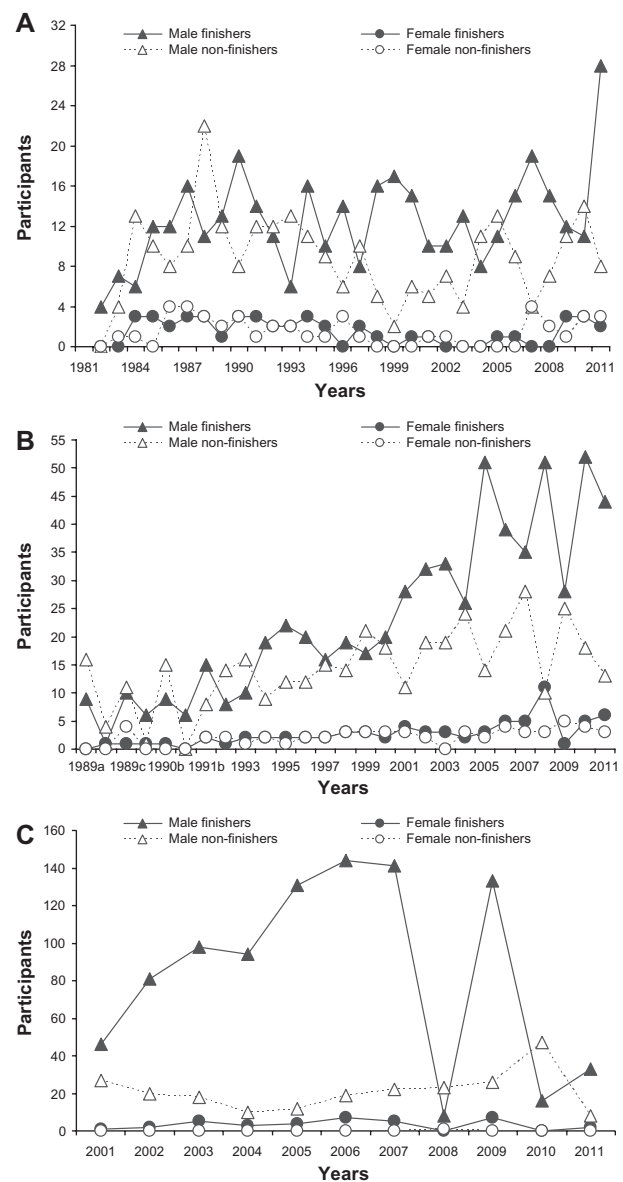 A
Male finishers Female finishers
Male non-finishers Female non-finishers
32
28
24
20
16
12
8
4
0
Participants
1981 1984 1987 1990 1993 1996 1999 2002 2005 2008 2011
Years
B
Male finishers Female finishers
Male non-finishers Female non-finishers
55
50
45
40
35
30
25
20
15
10
5
0
Participants
1989a 1989c 1990b 1991b 1993 1995 1997 1999 2001 2003 2005 2007 2009 2011
Years
C
Male finishers Female finishers
Male non-finishers Female non-finishers
160
140
120
100
80
60
40
20
0
Participants
2001 2002 2003 2004 2005 2006 2007 2008 2009 2010 2011
Years